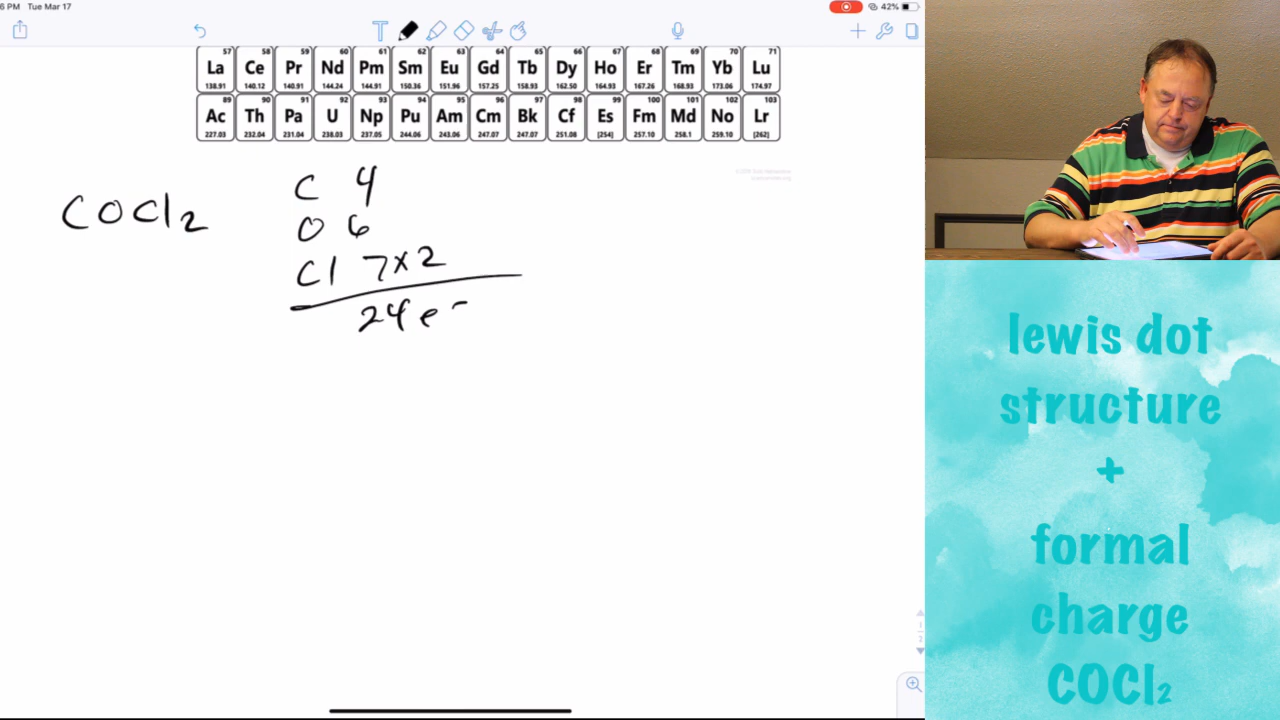 6 PM Tue Mar 17
42%
57 58 59 60 61 62 63 64 65 66 67 68 69 70 71
La Ce Pr Nd Pm Sm Eu Gd Tb Dy Ho Er Tm Yb Lu
138.91 140.12 140.91 144.24 144.91 150.36 151.96 157.25 158.93 162.50 164.93 167.26 168.93 173.06 174.97
89 90 91 92 93 94 95 96 97 98 99 100 101 102 103
Ac Th Pa U Np Pu Am Cm Bk Cf Es Fm Md No Lr
227.03 232.04 231.04 238.03 237.05 244.06 243.06 247.07 247.07 251.08 [254] 257.10 258.1 259.10 [262]
COCl2
C 4
O 6
Cl 7x2
24e-
lewis dot
structure
+
formal
charge
COCl2